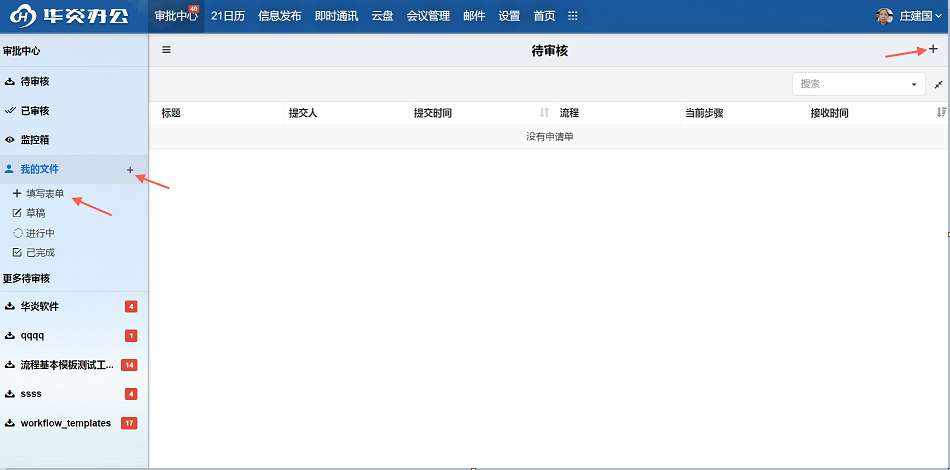 华炎办公 审批中心 40 21日历 信息发布 即时通讯 云盘 会议管理 邮件 设置 首页 庄建国
审批中心
待审核
已审核
监控箱
我的文件
填写表单
草稿
进行中
已完成
更多待审核
华炎软件 4
qqqq 1
流程基本模板测试工... 14
ssss 4
workflow_templates 17
待审核
搜索
标题 提交人 提交时间 流程 当前步骤 接收时间
没有申请单